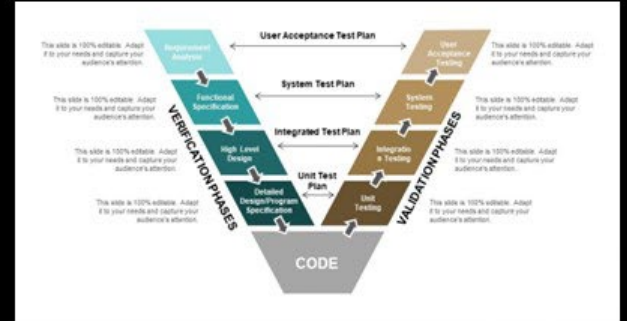 User Acceptance Test Plan
This slide is 100% editable. Adapt
it to your needs and capture your
audience's attention.
Requirement
Analysis
User
Acceptance
Testing
This slide is 100% editable. Adapt
it to your needs and capture your
audience's attention.
System Test Plan
This slide is 100% editable. Adapt
it to your needs and capture your
audience's attention.
Functional
Specification
System
Testing
This slide is 100% editable. Adapt
it to your needs and capture your
audience's attention.
VERIFICATION PHASES
Integrated Test Plan
VALIDATION PHASES
This slide is 100% editable. Adapt
it to your needs and capture your
audience's attention.
High Level
Design
Integratio
n Testing
This slide is 100% editable. Adapt
it to your needs and capture your
audience's attention.
Unit Test
Plan
This slide is 100% editable. Adapt
it to your needs and capture your
audience's attention.
Detailed
Design/Program
Specification
Unit
Testing
This slide is 100% editable. Adapt
it to your needs and capture your
audience's attention.
CODE